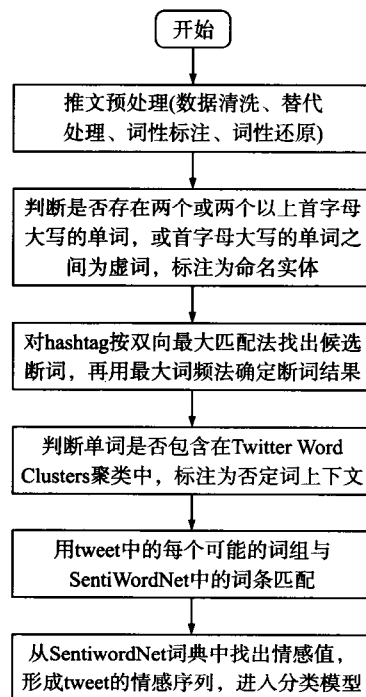 开始
推文预处理(数据清洗、替代
处理、词性标注、词性还原)
判断是否存在两个或两个以上首字母
大写的单词，或首字母大写的单词之
间为虚词，标注为命名实体
对hashtag按双向最大匹配法找出候选
断词，再用最大词频法确定断词结果
判断单词是否包含在Twitter Word
Clusters聚类中，标注为否定词上下文
用tweet中的每个可能的词组与
SentiWordNet中的词条匹配
从SentiwordNet词典中找出情感值，
形成tweet的情感序列，进入分类模型